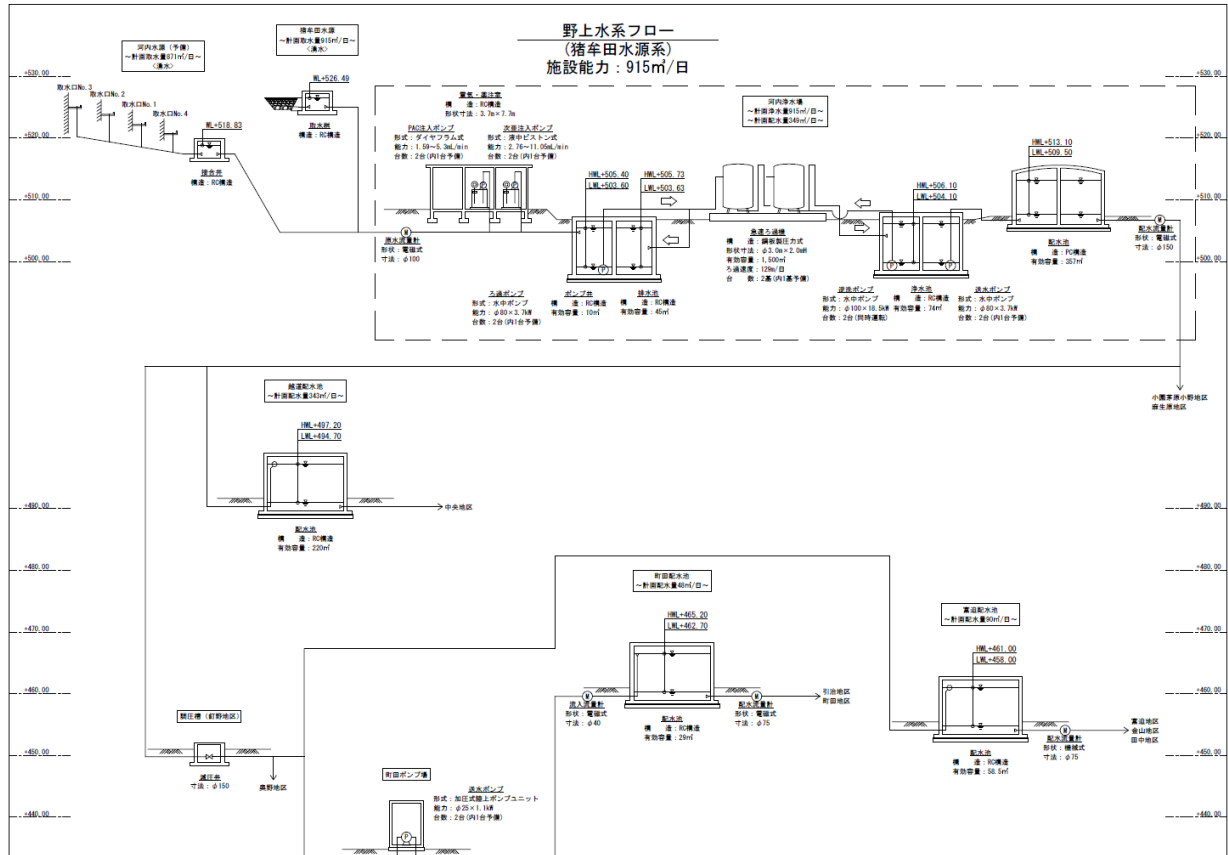 野上水系フロー
(猪牟田水源系)
施設能力：915㎥/日
河内水源（予備）
～計画取水量871㎥/日～
〈湧水〉
猪牟田水源
～計画取水量915㎥/日～
〈湧水〉
+530.00
+530.00
取水口No.3
取水口No.2
取水口No.1
取水口No.4
WL+526.49
取水桝
構造：RC構造
+520.00
+520.00
WL+518.83
接合井
構造：RC構造
+510.00
+510.00
+500.00
+500.00
電気・薬注室
構　造：RC構造
形状寸法：3.7m×7.7m
PAC注入ポンプ
形式：ダイヤフラム式
能力：1.59～5.3mL/min
台数：2台(内1台予備)
次亜注入ポンプ
形式：液中ピストン式
能力：2.76～11.05mL/min
台数：2台(内1台予備)
河内浄水場
～計画浄水量915㎥/日～
～計画配水量349㎥/日～
HWL+505.40
LWL+503.60
HWL+505.73
LWL+503.63
HWL+506.10
LWL+504.10
HWL+513.10
LWL+509.50
M
原水流量計
形状：電磁式
寸法：φ100
P
ろ過ポンプ
形式：水中ポンプ
能力：φ80×3.7kW
台数：2台(内1台予備)
ポンプ井
構　造：RC構造
有効容量：10㎥
排水池
構　造：RC構造
有効容量：45㎥
急速ろ過機
構　造：鋼板製圧力式
形状寸法：φ3.0m×2.0mH
有効容量：1,500㎥
ろ過速度：129m/日
台　数：2基(内1基予備)
P
P
逆洗ポンプ
形式：水中ポンプ
能力：φ100×18.5kW
台数：2台(同時運転)
浄水池
構　造：RC構造
有効容量：74㎥
送水ポンプ
形式：水中ポンプ
能力：φ80×3.7kW
台数：2台(内1台予備)
配水池
構　造：PC構造
有効容量：357㎥
M
配水流量計
形状：電磁式
寸法：φ150
小園茅原小野地区
麻生原地区
越道配水池
～計画配水量343㎥/日～
HWL+497.20
LWL+494.70
+490.00
+490.00
中央地区
配水池
構　造：RC構造
有効容量：220㎥
+480.00
+480.00
町田配水池
～計画配水量48㎥/日～
HWL+465.20
LWL+462.70
富迫配水池
～計画配水量90㎥/日～
HWL+461.00
LWL+458.00
+470.00
+470.00
+460.00
+460.00
M
流入流量計
形状：電磁式
寸法：φ40
配水池
構　造：RC構造
有効容量：29㎥
M
配水流量計
形状：電磁式
寸法：φ75
引治地区
町田地区
配水池
構　造：RC構造
有効容量：58.5㎥
M
配水流量計
形状：機械式
寸法：φ75
富迫地区
金山地区
田中地区
調圧槽（釘野地区）
+450.00
+450.00
減圧弁
寸法：φ150
奥野地区
町田ポンプ場
送水ポンプ
形式：加圧式陸上ポンプユニット
能力：φ25×1.1kW
台数：2台(内1台予備)
P
+440.00
+440.00